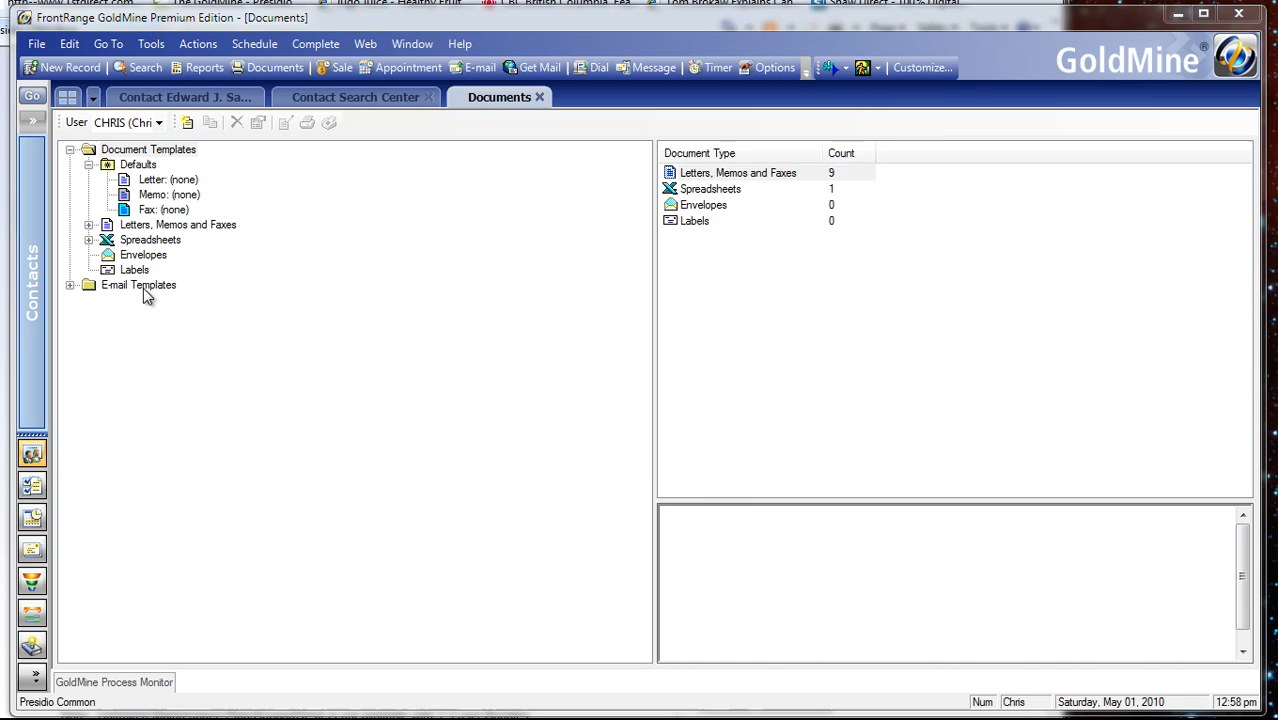 FrontRange GoldMine Premium Edition - [Documents]
File Edit Go To Tools Actions Schedule Complete Web Window Help
GoldMine®
New Record Search Reports Documents Sale Appointment E-mail Get Mail Dial Message Timer Options Customize...
Go Contact Edward J. Sa... Contact Search Center Documents
User CHRIS (Chri
Contacts
Document Templates
Defaults
Letter: (none)
Memo: (none)
Fax: (none)
Letters, Memos and Faxes
Spreadsheets
Envelopes
Labels
E-mail Templates
Document Type Count
Letters, Memos and Faxes 9
Spreadsheets 1
Envelopes 0
Labels 0
GoldMine Process Monitor
Presidio Common Num Chris Saturday, May 01, 2010 12:58 pm